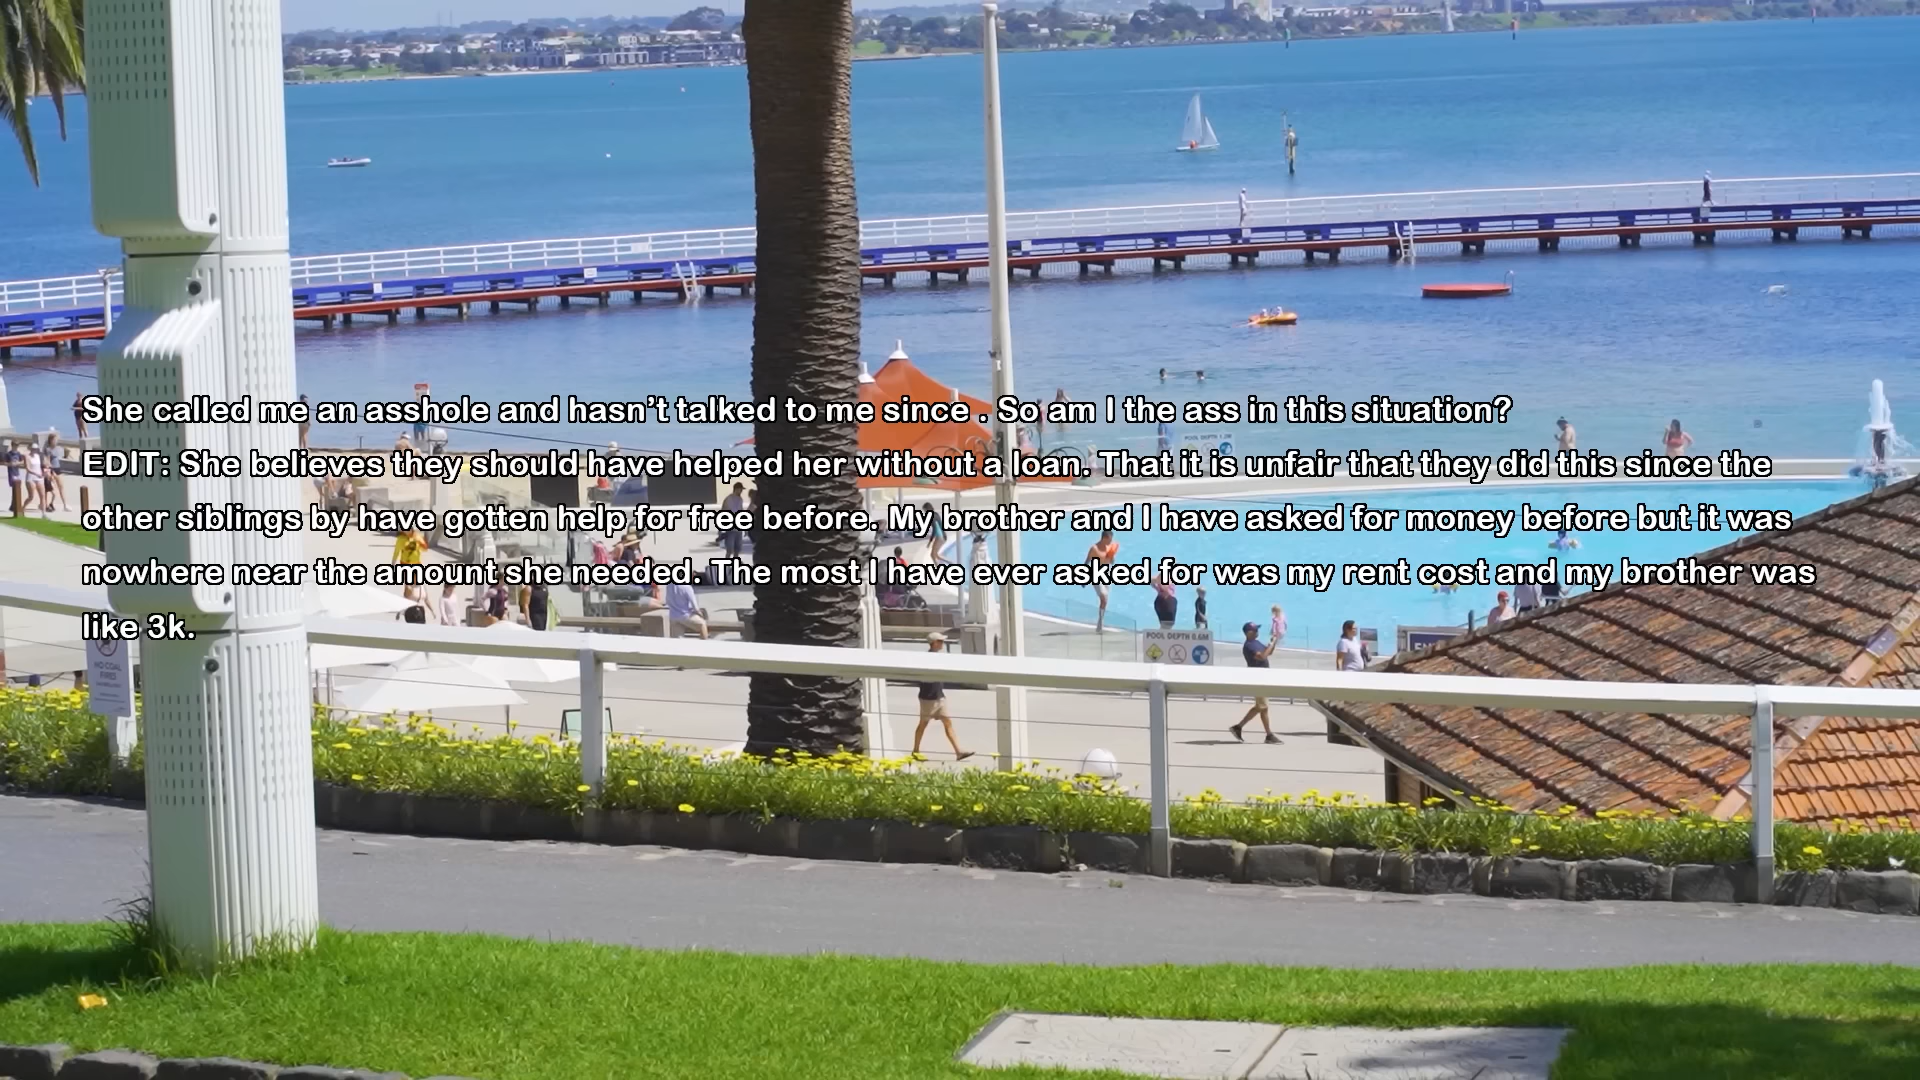 She called me an asshole and hasn't talked to me since . So am I the ass in this situation?
EDIT: She believes they should have helped her without a loan. That it is unfair that they did this since the
other siblings by have gotten help for free before. My brother and I have asked for money before but it was
nowhere near the amount she needed. The most I have ever asked for was my rent cost and my brother was
like 3k.
POOL DEPTH 0.6M